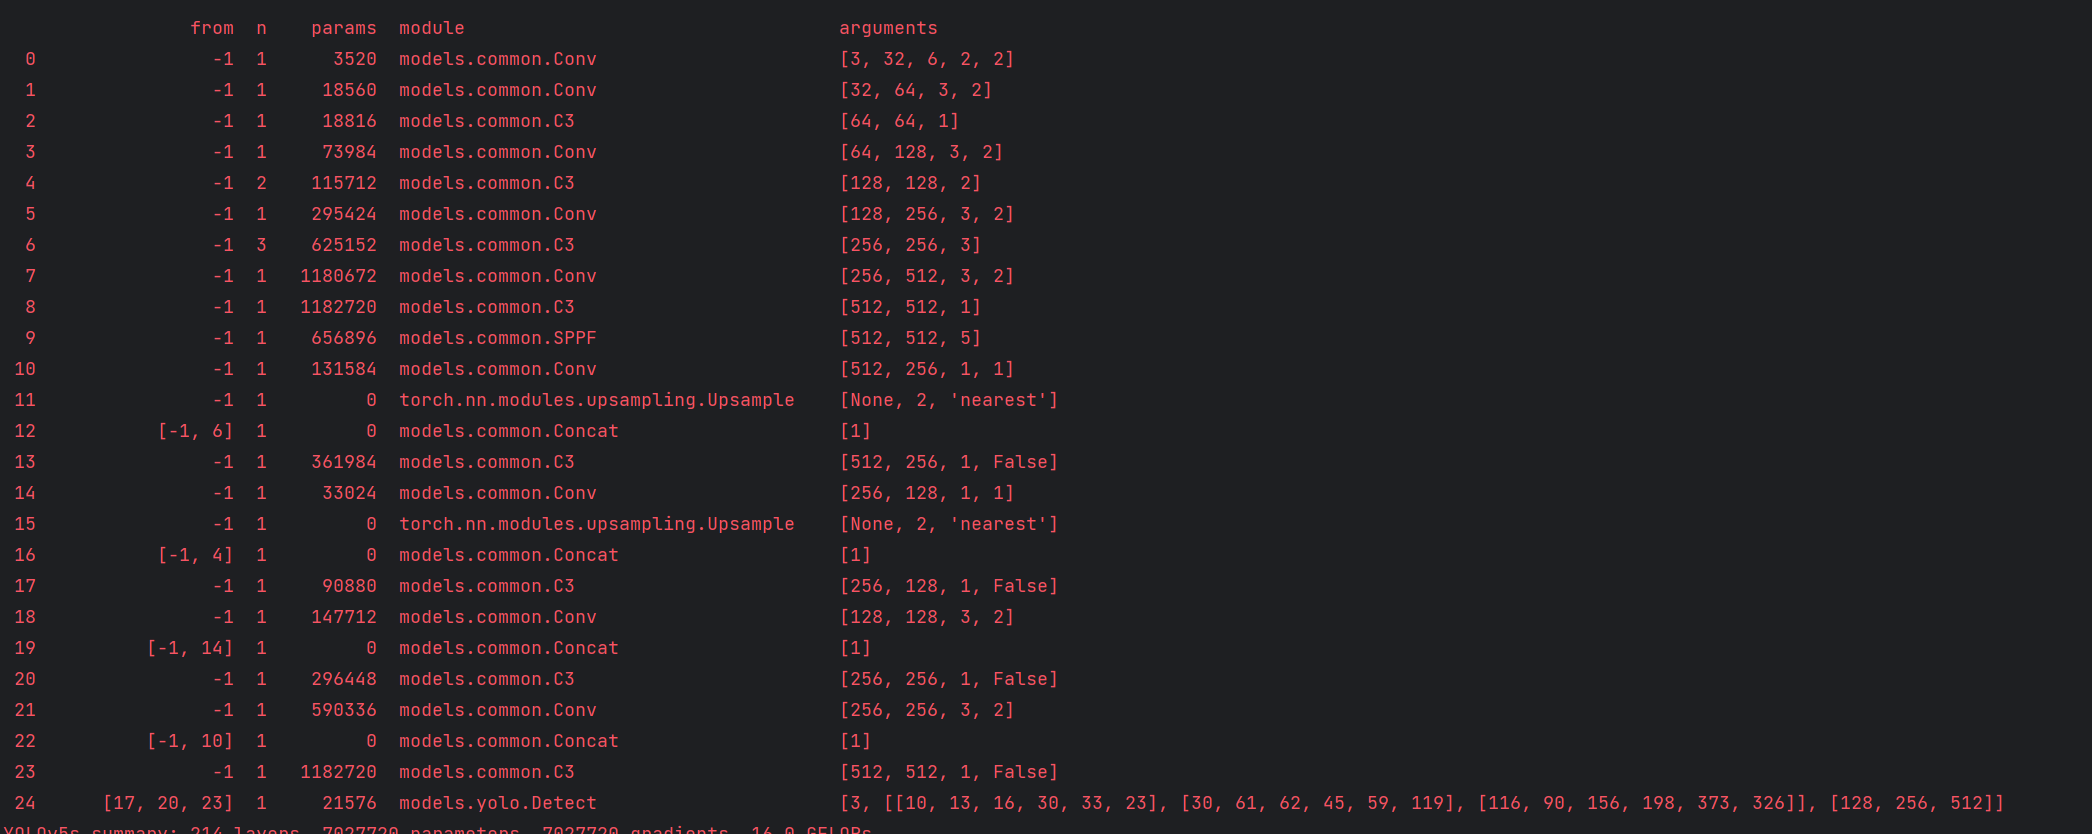 from n params module arguments
0 -1 1 3520 models.common.Conv [3, 32, 6, 2, 2]
1 -1 1 18560 models.common.Conv [32, 64, 3, 2]
2 -1 1 18816 models.common.C3 [64, 64, 1]
3 -1 1 73984 models.common.Conv [64, 128, 3, 2]
4 -1 2 115712 models.common.C3 [128, 128, 2]
5 -1 1 295424 models.common.Conv [128, 256, 3, 2]
6 -1 3 625152 models.common.C3 [256, 256, 3]
7 -1 1 1180672 models.common.Conv [256, 512, 3, 2]
8 -1 1 1182720 models.common.C3 [512, 512, 1]
9 -1 1 656896 models.common.SPPF [512, 512, 5]
10 -1 1 131584 models.common.Conv [512, 256, 1, 1]
11 -1 1 0 torch.nn.modules.upsampling.Upsample [None, 2, 'nearest']
12 [-1, 6] 1 0 models.common.Concat [1]
13 -1 1 361984 models.common.C3 [512, 256, 1, False]
14 -1 1 33024 models.common.Conv [256, 128, 1, 1]
15 -1 1 0 torch.nn.modules.upsampling.Upsample [None, 2, 'nearest']
16 [-1, 4] 1 0 models.common.Concat [1]
17 -1 1 90880 models.common.C3 [256, 128, 1, False]
18 -1 1 147712 models.common.Conv [128, 128, 3, 2]
19 [-1, 14] 1 0 models.common.Concat [1]
20 -1 1 296448 models.common.C3 [256, 256, 1, False]
21 -1 1 590336 models.common.Conv [256, 256, 3, 2]
22 [-1, 10] 1 0 models.common.Concat [1]
23 -1 1 1182720 models.common.C3 [512, 512, 1, False]
24 [17, 20, 23] 1 21576 models.yolo.Detect [3, [[10, 13, 16, 30, 33, 23], [30, 61, 62, 45, 59, 119], [116, 90, 156, 198, 373, 326]], [128, 256, 512]]
YOLOv5s summary: 214 layers, 7027720 parameters, 7027720 gradients, 16.0 GFLOPs